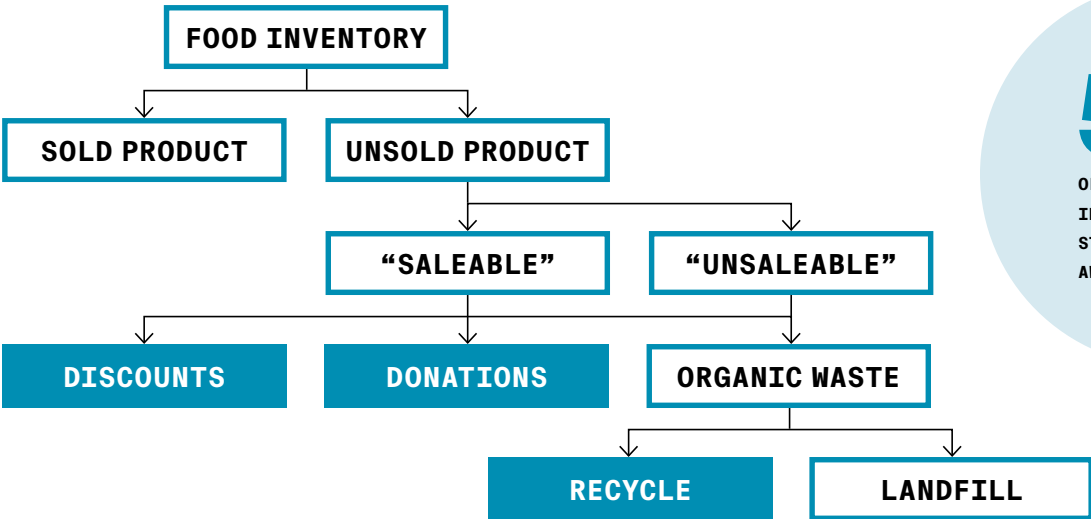 FOOD INVENTORY
SOLD PRODUCT
UNSOLD PRODUCT
“SALEABLE”
“UNSALEABLE”
DISCOUNTS
DONATIONS
ORGANIC WASTE
RECYCLE
LANDFILL